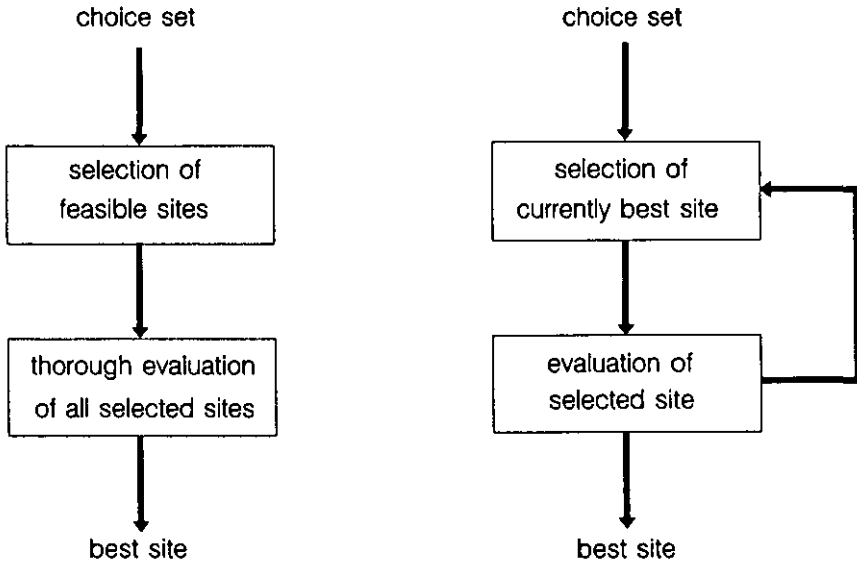 choice set
selection of
feasible sites
thorough evaluation
of all selected sites
best site
choice set
selection of
currently best site
evaluation of
selected site
best site